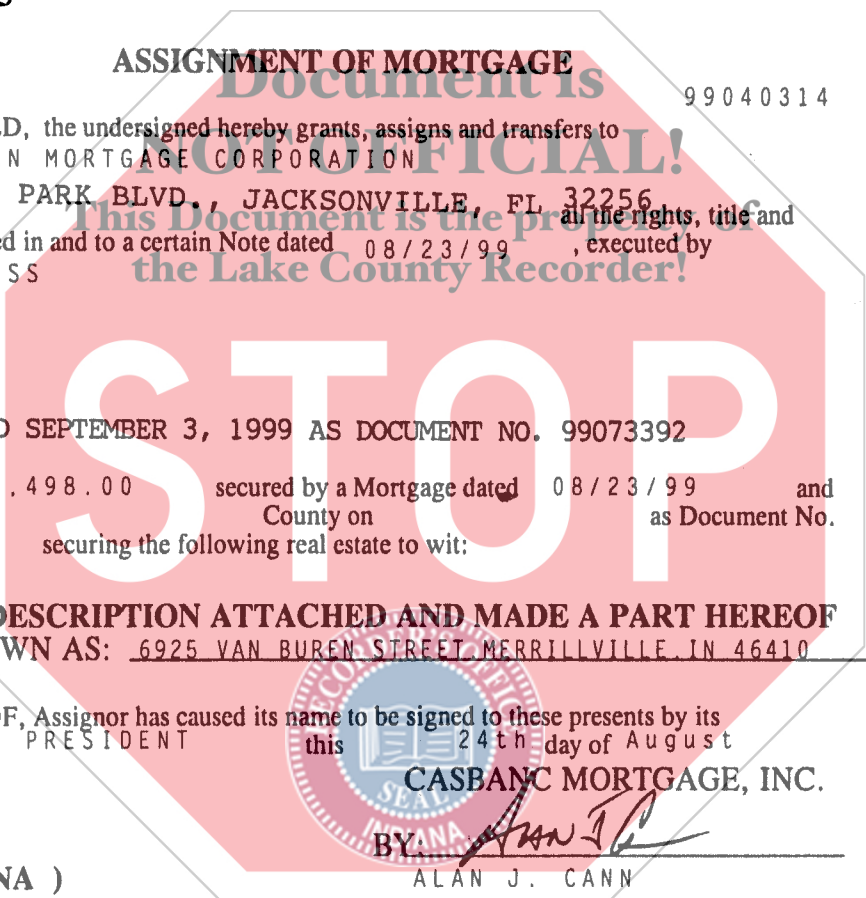 ASSIGNMENT OF MORTGAGE
Document is
99040314
D, the undersigned hereby grants, assigns and transfers to
N MORTGAGE CORPORATION
NOT OFFICIAL!
PARK BLVD., JACKSONVILLE, FL 32256 all the rights, title and
This Document is the property of
ed in and to a certain Note dated 08/23/99 , executed by
SS
the Lake County Recorder!
STOP
D SEPTEMBER 3, 1999 AS DOCUMENT NO. 99073392
,498.00 secured by a Mortgage dated 08/23/99 and
County on as Document No.
securing the following real estate to wit:
DESCRIPTION ATTACHED AND MADE A PART HEREOF
WN AS: 6925 VAN BUREN STREET,MERRILLVILLE,IN 46410
OF, Assignor has caused its name to be signed to these presents by its
PRESIDENT this 24th day of August
RECORDER'S OFFICE
SEAL
INDIANA
CASBANC MORTGAGE, INC.
BY:
ALAN J. CANN
NA )